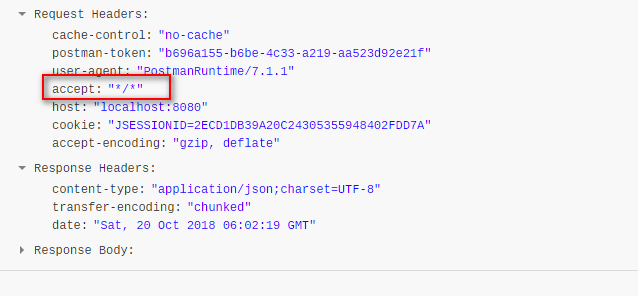 Request Headers:
cache-control: "no-cache"
postman-token: "b696a155-b6be-4c33-a219-aa523d92e21f"
user-agent: "PostmanRuntime/7.1.1"
accept: "*/*"
host: "localhost:8080"
cookie: "JSESSIONID=2ECD1DB39A20C24305355948402FDD7A"
accept-encoding: "gzip, deflate"
Response Headers:
content-type: "application/json;charset=UTF-8"
transfer-encoding: "chunked"
date: "Sat, 20 Oct 2018 06:02:19 GMT"
Response Body: